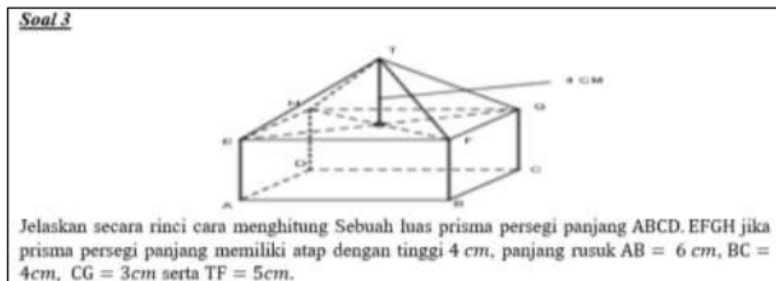 Soal 3
T
4 CM
H
G
E
F
D
C
A
B
Jelaskan secara rinci cara menghitung Sebuah luas prisma persegi panjang ABCD. EFGH jika
prisma persegi panjang memiliki atap dengan tinggi 4 cm, panjang rusuk AB = 6 cm, BC =
4cm, CG = 3cm serta TF = 5cm.